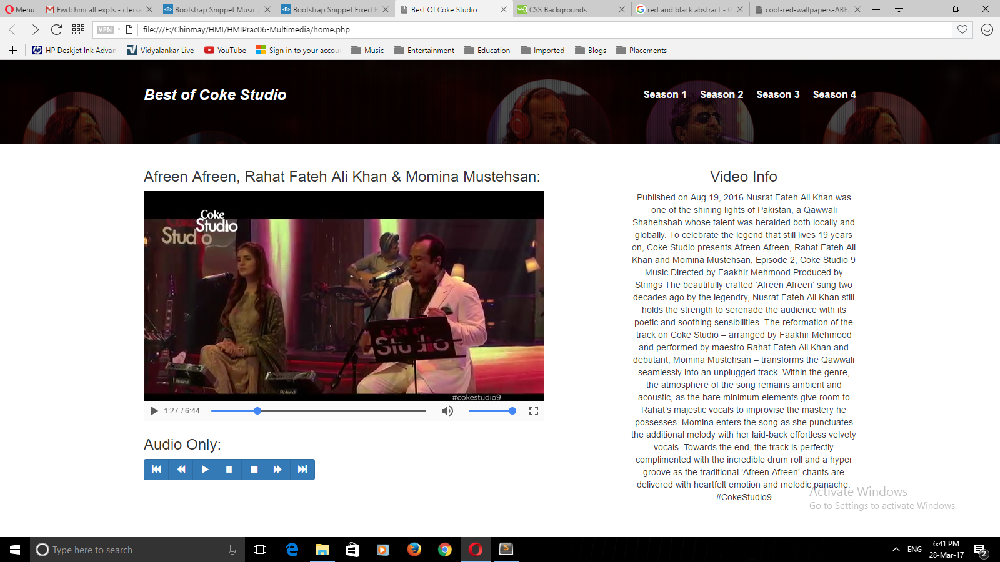 Menu
Fwd: hmi all expts - cterse
Bootstrap Snippet Music
Bootstrap Snippet Fixed H
Best Of Coke Studio
CSS Backgrounds
red and black abstract - G
cool-red-wallpapers-ABF
VPN
file:///E:/Chinmay/HMI/HMIPrac06-Multimedia/home.php
HP Deskjet Ink Advan
Vidyalankar Live
YouTube
Sign in to your accou
Music
Entertainment
Education
Imported
Blogs
Placements
Best of Coke Studio
Season 1 Season 2 Season 3 Season 4
Afreen Afreen, Rahat Fateh Ali Khan & Momina Mustehsan:
Coke
Studio
Studio
Coke
Studio
Roland
Roland
#cokestudio9
1:27 / 6:44
Audio Only:
Video Info
Published on Aug 19, 2016 Nusrat Fateh Ali Khan was
one of the shining lights of Pakistan, a Qawwali
Shahehshah whose talent was heralded both locally and
globally. To celebrate the legend that still lives 19 years
on, Coke Studio presents Afreen Afreen, Rahat Fateh Ali
Khan and Momina Mustehsan, Episode 2, Coke Studio 9
Music Directed by Faakhir Mehmood Produced by
Strings The beautifully crafted ‘Afreen Afreen’ sung two
decades ago by the legendry, Nusrat Fateh Ali Khan still
holds the strength to serenade the audience with its
poetic and soothing sensibilities. The reformation of the
track on Coke Studio – arranged by Faakhir Mehmood
and performed by maestro Rahat Fateh Ali Khan and
debutant, Momina Mustehsan – transforms the Qawwali
seamlessly into an unplugged track. Within the genre,
the atmosphere of the song remains ambient and
acoustic, as the bare minimum elements give room to
Rahat’s majestic vocals to improvise the mastery he
possesses. Momina enters the song as she punctuates
the additional melody with her laid-back effortless velvety
vocals. Towards the end, the track is perfectly
complimented with the incredible drum roll and a hyper
groove as the traditional ‘Afreen Afreen’ chants are
delivered with heartfelt emotion and melodic panache.
#CokeStudio9
Activate Windows
Go to Settings to activate Windows.
Type here to search
ENG
6:41 PM
28-Mar-17
2